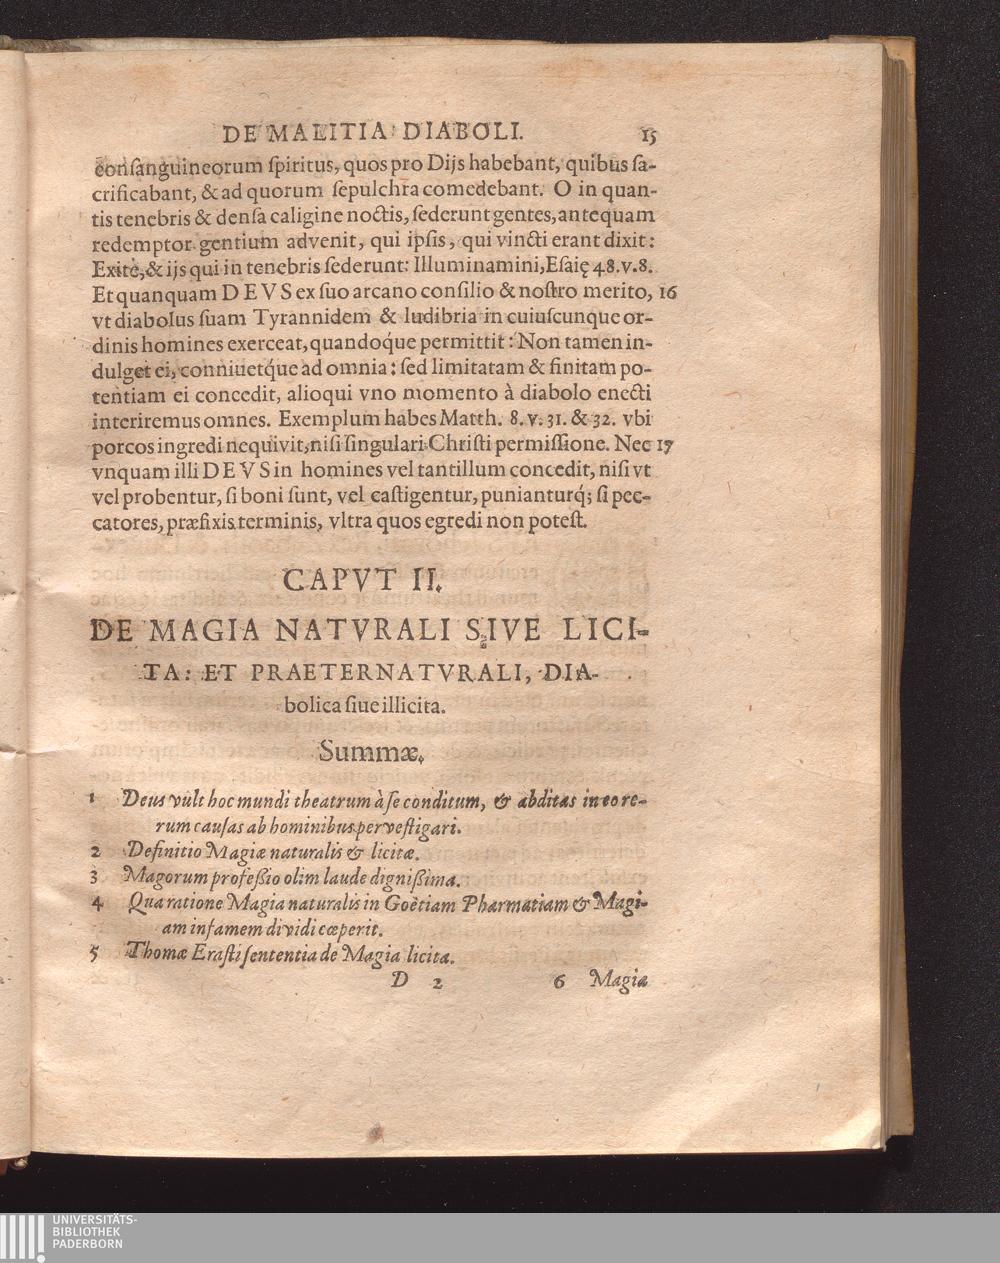 DE MALITIA DIABOLI. 15
consanguineorum spiritus, quos pro Dijs habebant, quibus sa-
crificabant, & ad quorum sepulchra comedebant. O in quan-
tis tenebris & densa caligine noctis, sederunt gentes, antequam
redemptor gentium advenit, qui ipsis, qui vincti erant dixit:
Exite, & ijs qui in tenebris sederunt: Illuminamini, Esaię 48. v. 8.
Et quanquam DEVS ex suo arcano consilio & nostro merito, 16
vt diabolus suam Tyrannidem & ludibria in cuiuscunque or-
dinis homines exerceat, quandoq́ue permittit: Non tamen in-
dulget ei, conniuetq́ue ad omnia: sed limitatam & finitam po-
tentiam ei concedit, alioqui vno momento à diabolo enecti
interiremus omnes. Exemplum habes Matth. 8. v. 31. & 32. vbi
porcos ingredi nequivit, nisi singulari Christi permissione. Nec 17
vnquam illi DEVS in homines vel tantillum concedit, nisi vt
vel probentur, si boni sunt, vel castigentur, punianturq́; si pec-
catores, præfixis terminis, vltra quos egredi non potest.
CAPVT II.
DE MAGIA NATVRALI SIVE LICI-
TA: ET PRAETERNATVRALI, DIA-
bolica siue illicita.
Summæ.
1 Deus vult hoc mundi theatrum à se conditum, & abditas in eo re-
rum causas ab hominibus pervestigari.
2 Definitio Magiæ naturalis & licitæ.
3 Magorum professio olim laude dignissima.
4 Qua ratione Magia naturalis in Goëtiam Pharmatiam & Magi-
am infamem dividi cœperit.
5 Thomæ Erasti sententia de Magia licita.
D 2 6 Magia
UNIVERSITÄTS-
BIBLIOTHEK
PADERBORN